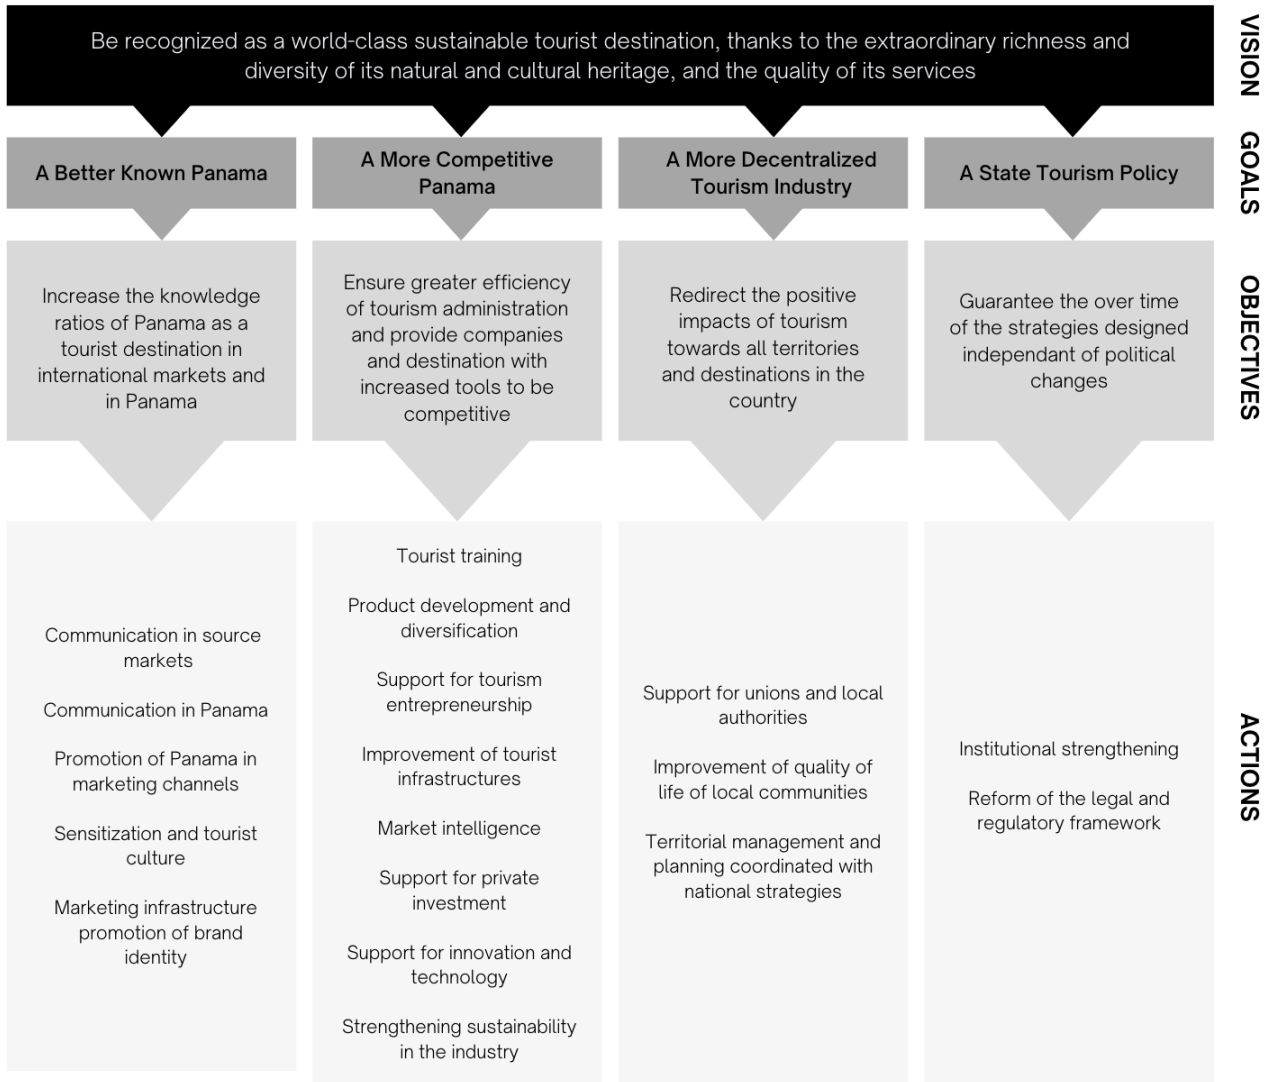 Be recognized as a world-class sustainable tourist destination, thanks to the extraordinary richness and
diversity of its natural and cultural heritage, and the quality of its services
VISION
A Better Known Panama
A More Competitive
Panama
A More Decentralized
Tourism Industry
A State Tourism Policy
GOALS
Increase the knowledge
ratios of Panama as a
tourist destination in
international markets and
in Panama
Ensure greater efficiency
of tourism administration
and provide companies
and destination with
increased tools to be
competitive
Redirect the positive
impacts of tourism
towards all territories
and destinations in the
country
Guarantee the over time
of the strategies designed
independant of political
changes
OBJECTIVES
Communication in source
markets
Communication in Panama
Promotion of Panama in
marketing channels
Sensitization and tourist
culture
Marketing infrastructure
promotion of brand
identity
Tourist training
Product development and
diversification
Support for tourism
entrepreneurship
Improvement of tourist
infrastructures
Market intelligence
Support for private
investment
Support for innovation and
technology
Strengthening sustainability
in the industry
Support for unions and local
authorities
Improvement of quality of
life of local communities
Territorial management and
planning coordinated with
national strategies
Institutional strengthening
Reform of the legal and
regulatory framework
ACTIONS